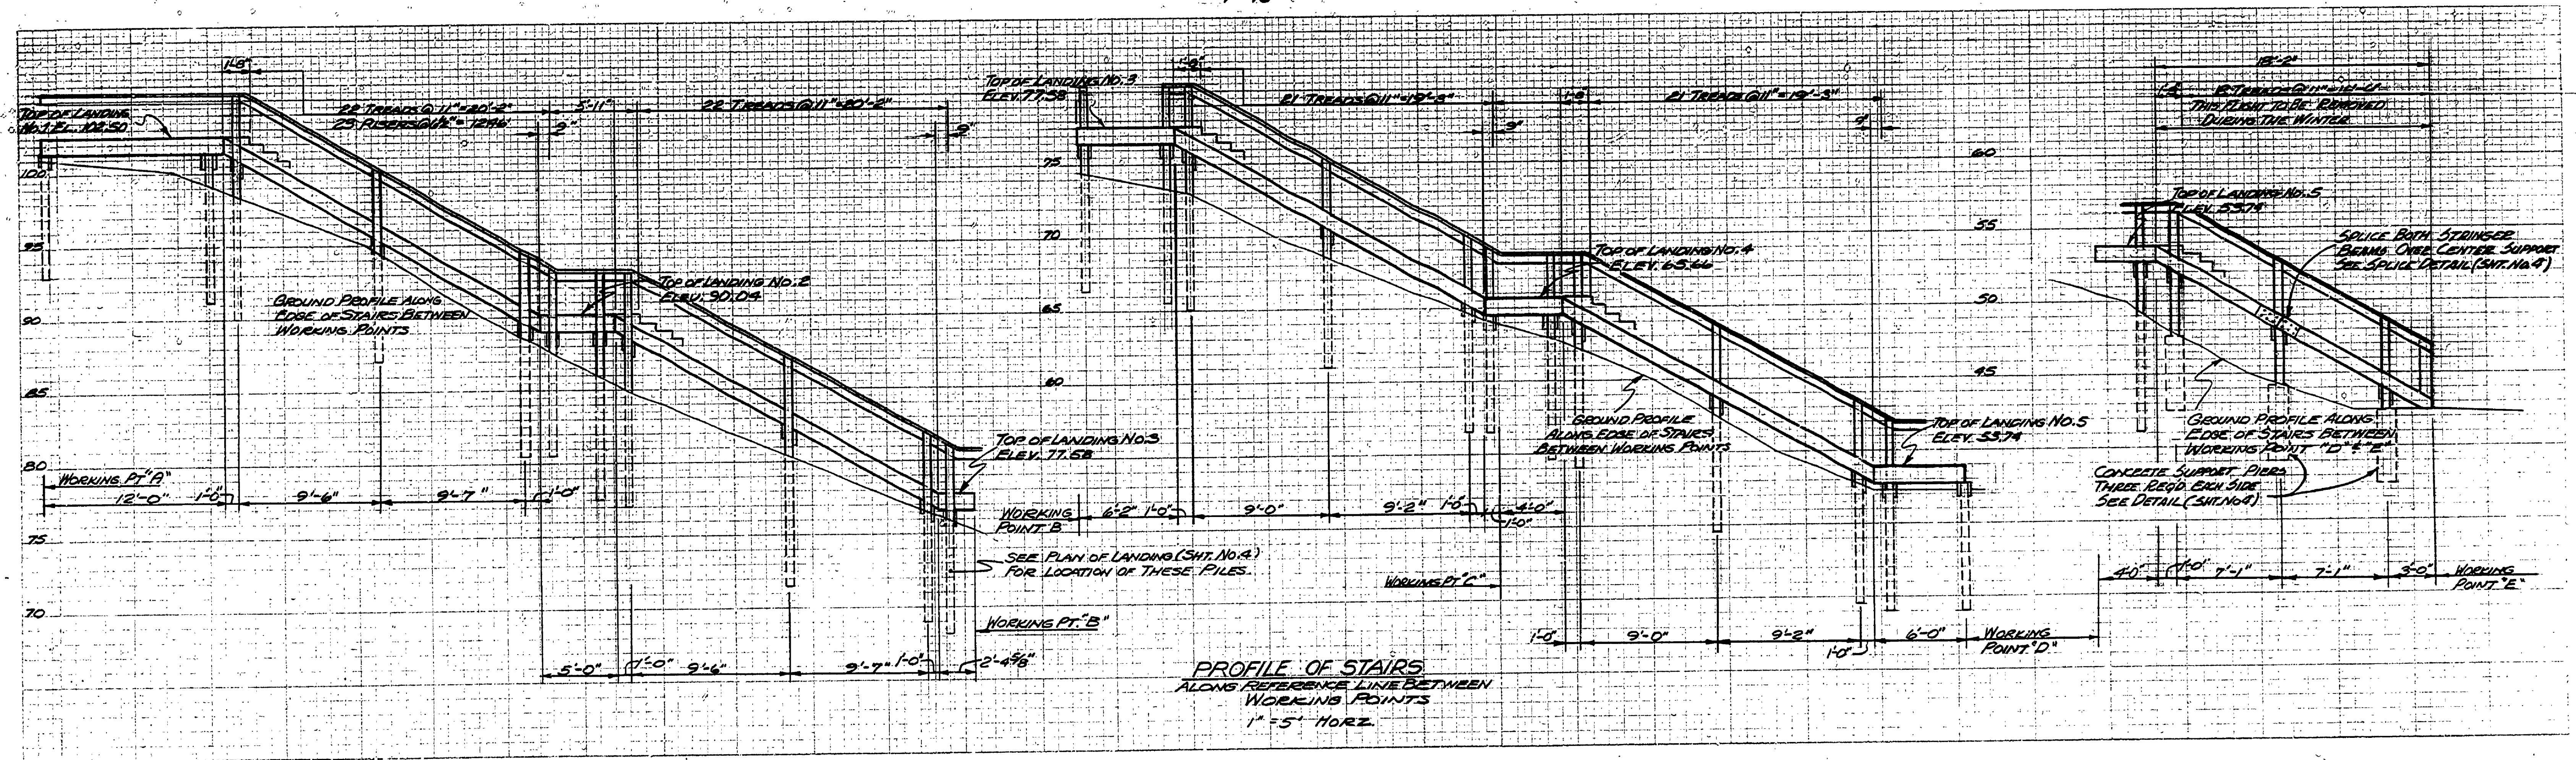 1'-8"
22 TREADS @ 11" = 20'-2"
5'-11"
22 TREADS @ 11" = 20'-2"
23 RISERS @ 6½" = 12.46'
9"
9"
TOP OF LANDING
NO. 1 EL. 102.50
100
95
90
85
80
75
70
GROUND PROFILE ALONG
EDGE OF STAIRS BETWEEN
WORKING POINTS
TOP OF LANDING NO. 2
ELEV. 90.04
TOP OF LANDING NO. 3
ELEV. 77.58
WORKING PT "A"
12'-0"
1'-0"
9'-6"
9'-7"
1'-0"
5'-0"
1'-0"
9'-6"
9'-7"
1'-0"
2'-4⅝"
WORKING PT. "B"
SEE PLAN OF LANDING (SHT. NO. 4)
FOR LOCATION OF THESE PILES.
TOP OF LANDING NO. 3
ELEV. 77.58
21 TREADS @ 11" = 19'-3"
1'-8"
21 TREADS @ 11" = 19'-3"
9"
9"
75
70
65
60
TOP OF LANDING NO. 4
ELEV. 65.66
GROUND PROFILE
ALONG EDGE OF STAIRS
BETWEEN WORKING POINTS
TOP OF LANDING NO. 5
ELEV. 53.74
WORKING
POINT B
6'-2"
1'-0"
9'-0"
9'-2"
1'-0"
4'-0"
1'-0"
WORKING PT "C"
1'-0"
9'-0"
9'-2"
1'-0"
6'-0"
WORKING
POINT "D"
18'-2"
THIS FLIGHT TO BE REMOVED
DURING THE WINTER
60
55
50
45
TOP OF LANDING NO. 5
ELEV. 53.74
SPLICE BOTH STRINGER
BEAMS OVER CENTER SUPPORT
SEE SPLICE DETAIL (SHT. NO. 4)
GROUND PROFILE ALONG
EDGE OF STAIRS BETWEEN
WORKING POINT "D" & "E"
CONCRETE SUPPORT PIERS
THREE REQ'D. EACH SIDE
SEE DETAIL (SHT. NO 4)
4'-0"
1'-0"
7'-1"
7'-1"
3'-0"
WORKING
POINT "E"
PROFILE OF STAIRS
ALONG REFERENCE LINE BETWEEN
WORKING POINTS
1" = 5' HORZ.